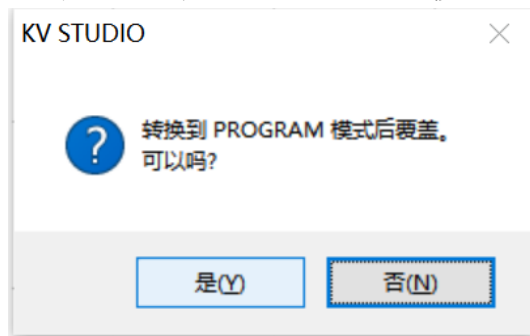 KV STUDIO
转换到 PROGRAM 模式后覆盖。
可以吗?
是(Y)
否(N)